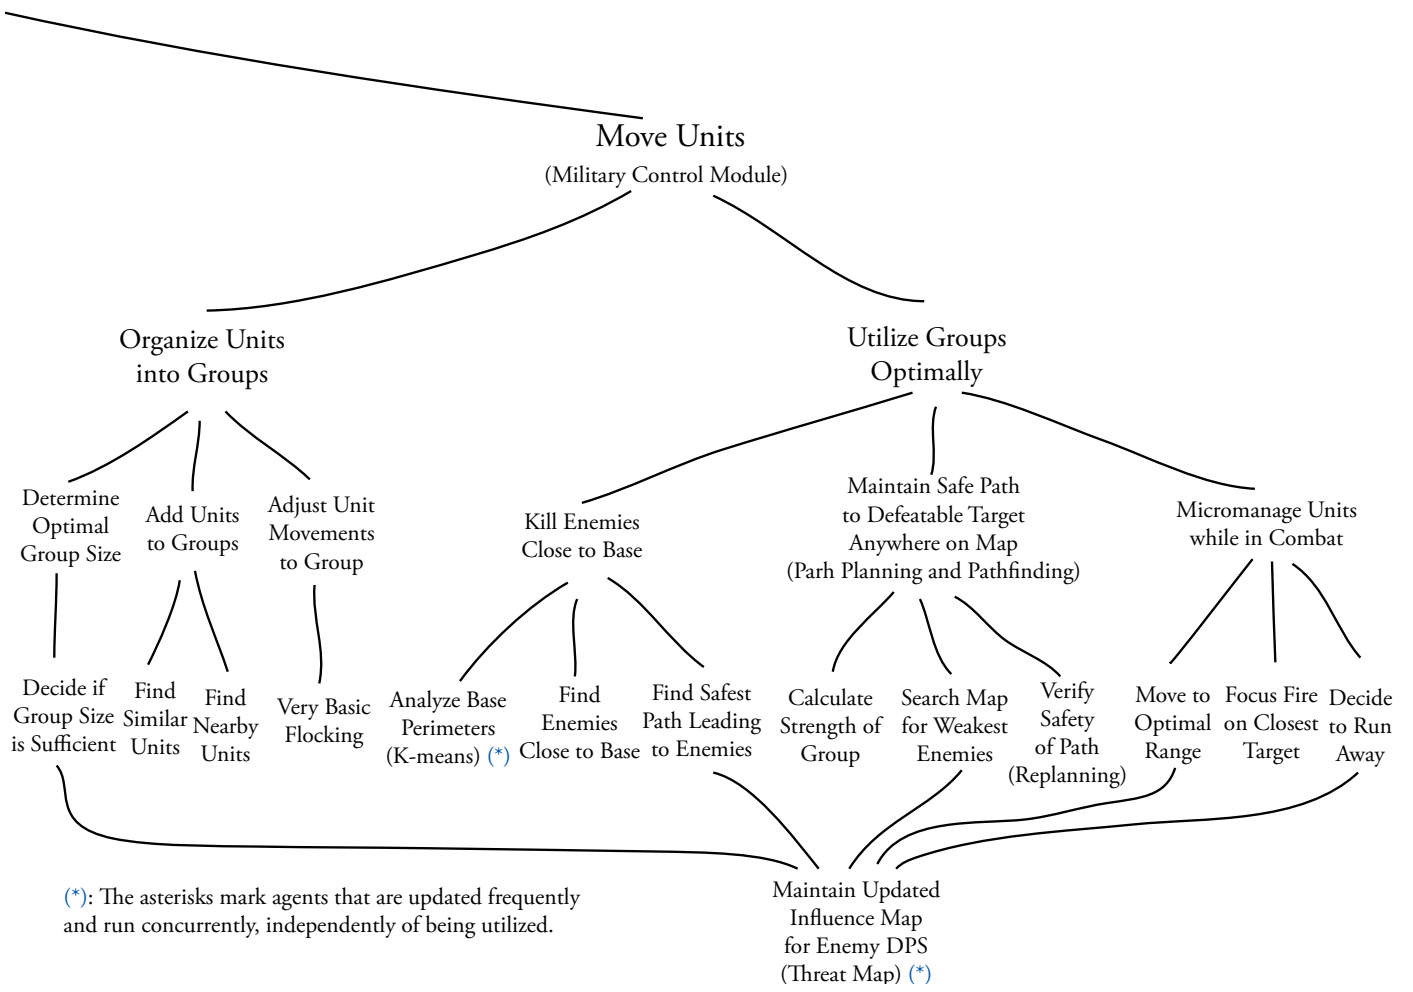 Move Units
(Military Control Module)
Organize Units
into Groups
Utilize Groups
Optimally
Determine
Optimal
Group Size
Add Units
to Groups
Adjust Unit
Movements
to Group
Kill Enemies
Close to Base
Maintain Safe Path
to Defeatable Target
Anywhere on Map
(Parh Planning and Pathfinding)
Micromanage Units
while in Combat
Decide if
Group Size
is Sufficient
Find
Similar
Units
Find
Nearby
Units
Very Basic
Flocking
Analyze Base
Perimeters
(K-means) (*)
Find
Enemies
Close to Base
Find Safest
Path Leading
to Enemies
Calculate
Strength of
Group
Search Map
for Weakest
Enemies
Verify
Safety
of Path
(Replanning)
Move to
Optimal
Range
Focus Fire
on Closest
Target
Decide
to Run
Away
(*): The asterisks mark agents that are updated frequently
and run concurrently, independently of being utilized.
Maintain Updated
Influence Map
for Enemy DPS
(Threat Map) (*)